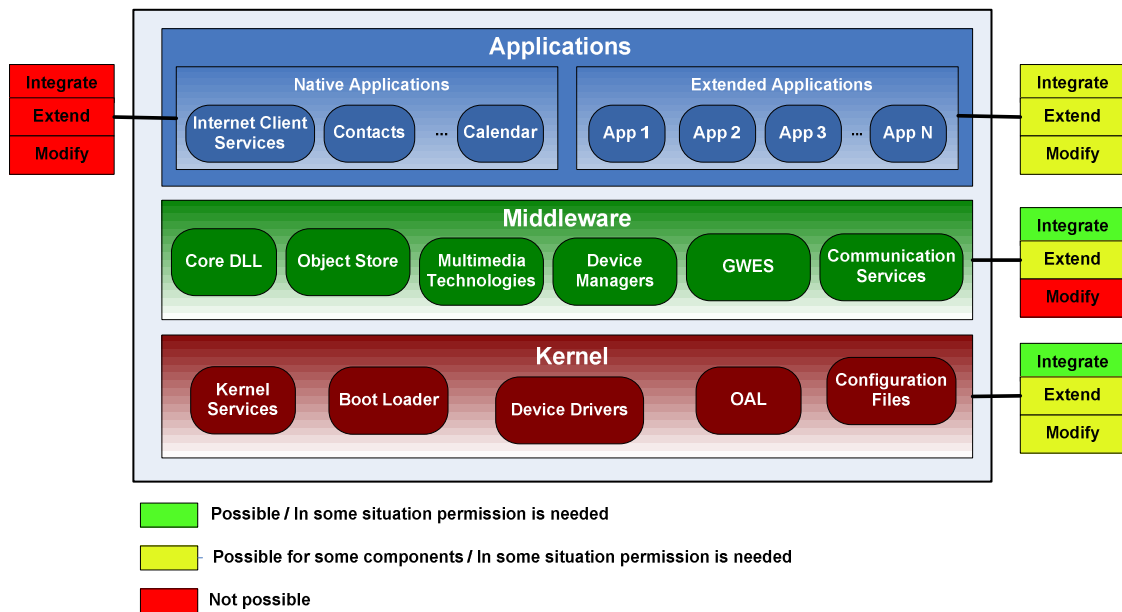 Applications
Integrate
Extend
Modify
Native Applications
Internet Client
Services
Contacts
...
Calendar
Extended Applications
App 1
App 2
App 3
...
App N
Integrate
Extend
Modify
Middleware
Core DLL
Object Store
Multimedia
Technologies
Device
Managers
GWES
Communication
Services
Integrate
Extend
Modify
Kernel
Kernel
Services
Boot Loader
Device Drivers
OAL
Configuration
Files
Integrate
Extend
Modify
Possible / In some situation permission is needed
Possible for some components / In some situation permission is needed
Not possible